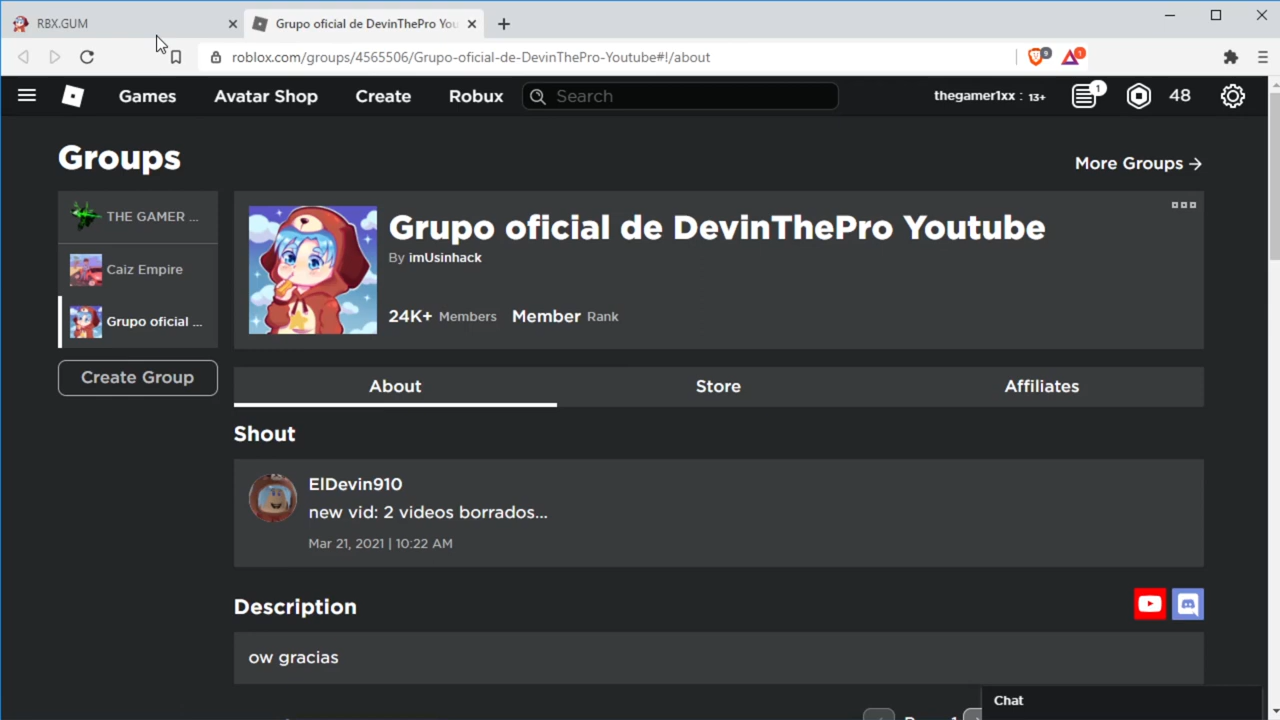 RBX.GUM
Grupo oficial de DevinThePro You
roblox.com/groups/4565506/Grupo-oficial-de-DevinThePro-Youtube#!/about
9
1
Games
Avatar Shop
Create
Robux
Search
thegamer1xx : 13+
1
48
Groups
More Groups →
THE GAMER ...
Caiz Empire
Grupo oficial ...
Create Group
Grupo oficial de DevinThePro Youtube
By imUsinhack
24K+ Members Member Rank
About
Store
Affiliates
Shout
ElDevin910
new vid: 2 videos borrados...
Mar 21, 2021 | 10:22 AM
Description
ow gracias
Chat